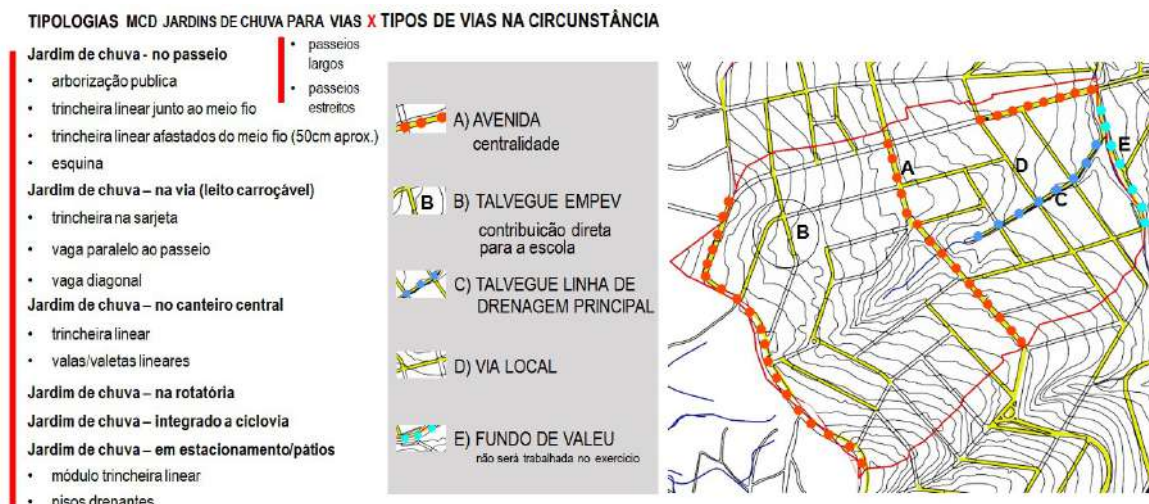 TIPOLOGIAS MCD JARDINS DE CHUVA PARA VIAS X TIPOS DE VIAS NA CIRCUNSTÂNCIA
Jardim de chuva - no passeio
• arborização publica
• trincheira linear junto ao meio fio
• trincheira linear afastados do meio fio (50cm aprox.)
• esquina
• passeios
largos
• passeios
estreitos
Jardim de chuva – na via (leito carroçável)
• trincheira na sarjeta
• vaga paralelo ao passeio
• vaga diagonal
Jardim de chuva – no canteiro central
• trincheira linear
• valas/valetas lineares
Jardim de chuva – na rotatória
Jardim de chuva – integrado a ciclovia
Jardim de chuva – em estacionamento/pátios
• módulo trincheira linear
• pisos drenantes
A) AVENIDA
centralidade
B
B) TALVEGUE EMPEV
contribuicão direta
para a escola
C) TALVEGUE LINHA DE
DRENAGEM PRINCIPAL
D) VIA LOCAL
E) FUNDO DE VALEU
não será trabalhada no exercício
A
B
C
D
E